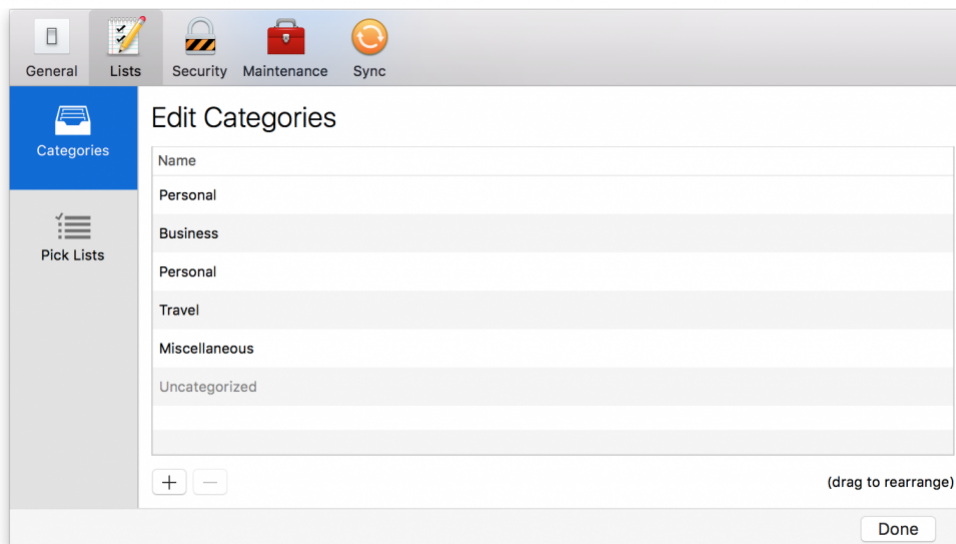 General Lists Security Maintenance Sync
Categories
Pick Lists
Edit Categories
Name
Personal
Business
Personal
Travel
Miscellaneous
Uncategorized
(drag to rearrange)
Done